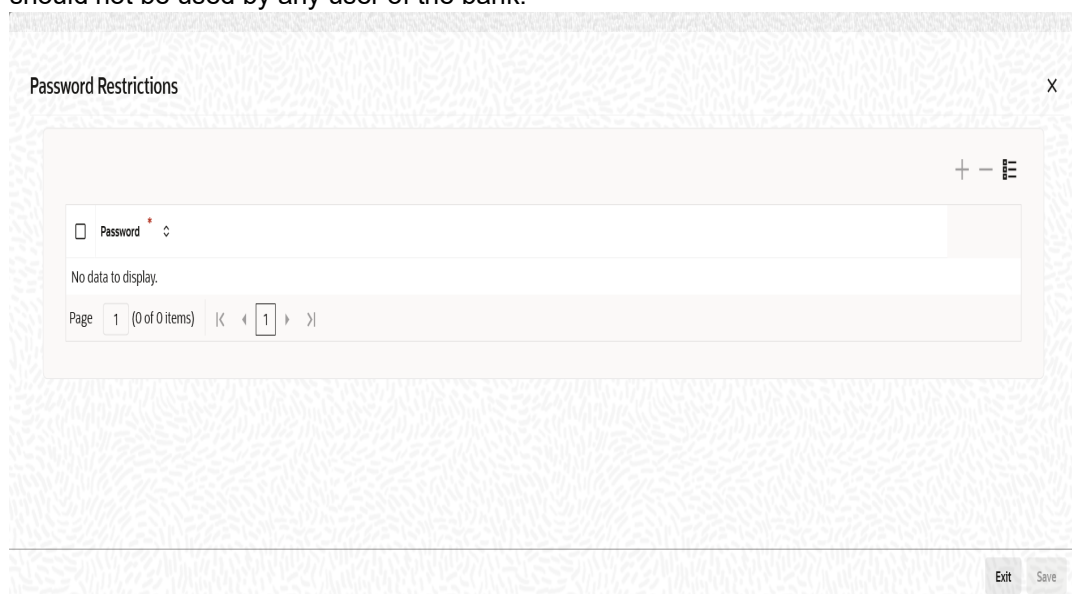 should not be used by any user of the bank.
Password Restrictions X
Password * 
No data to display.
Page 1 (0 of 0 items) 1
Exit Save